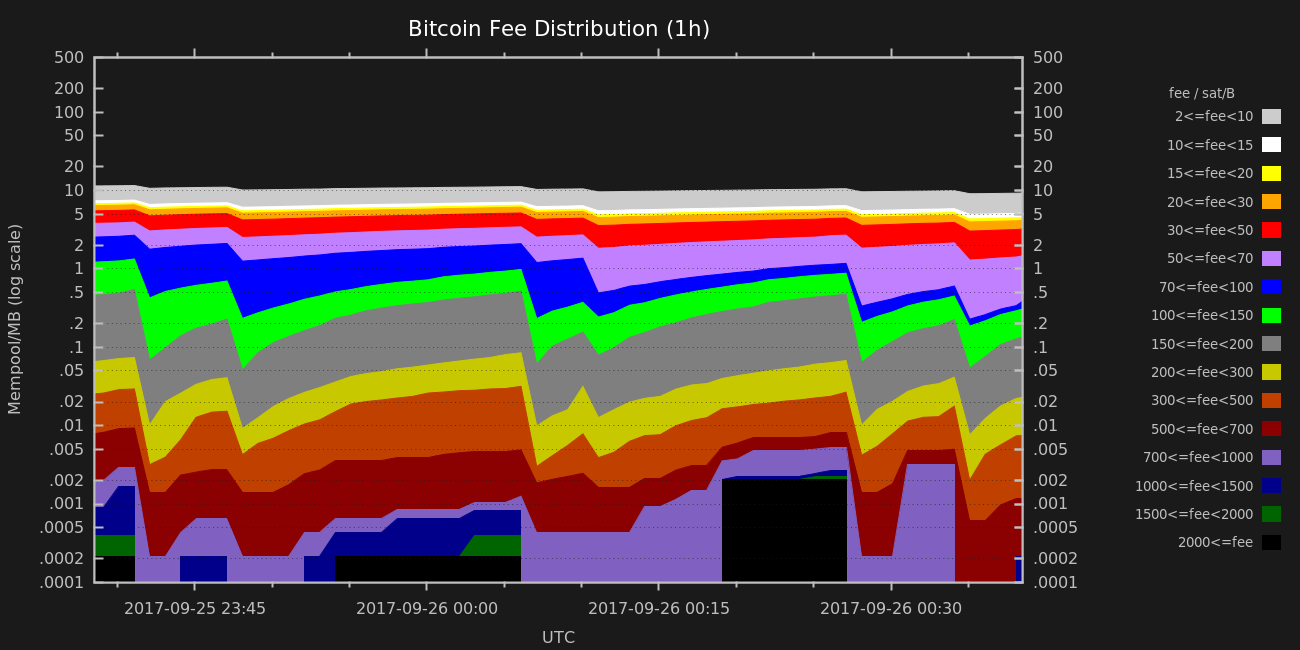 Bitcoin Fee Distribution (1h)
Mempool/MB (log scale)
500
200
100
50
20
10
5
2
1
.5
.2
.1
.05
.02
.01
.005
.002
.001
.0005
.0002
.0001
500
200
100
50
20
10
5
2
1
.5
.2
.1
.05
.02
.01
.005
.002
.001
.0005
.0002
.0001
2017-09-25 23:45
2017-09-26 00:00
2017-09-26 00:15
2017-09-26 00:30
UTC
fee / sat/B
2<=fee<10
10<=fee<15
15<=fee<20
20<=fee<30
30<=fee<50
50<=fee<70
70<=fee<100
100<=fee<150
150<=fee<200
200<=fee<300
300<=fee<500
500<=fee<700
700<=fee<1000
1000<=fee<1500
1500<=fee<2000
2000<=fee